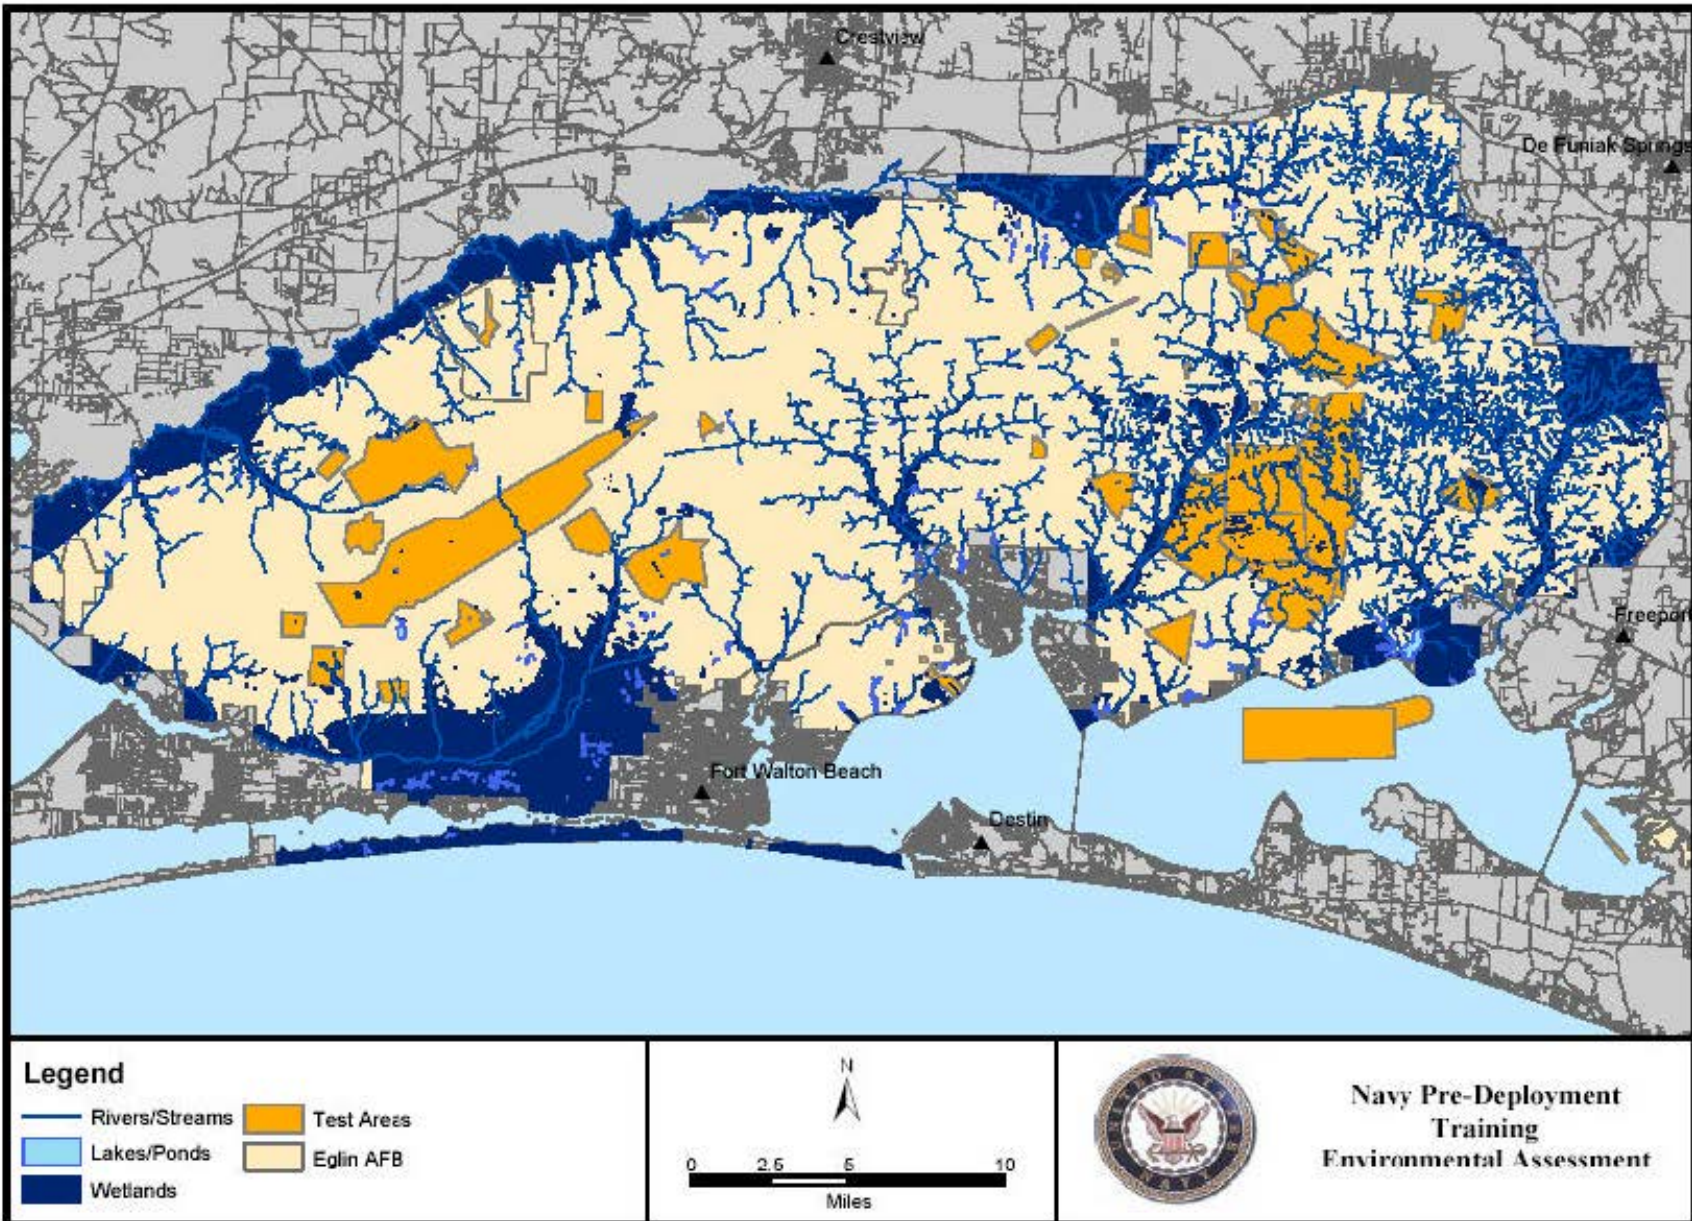 Crestview
De Funiak Springs
Freeport
Fort Walton Beach
Destin
Legend
Rivers/Streams
Lakes/Ponds
Wetlands
Test Areas
Eglin AFB
N
0 2.5 5 10
Miles
Navy Pre-Deployment
Training
Environmental Assessment